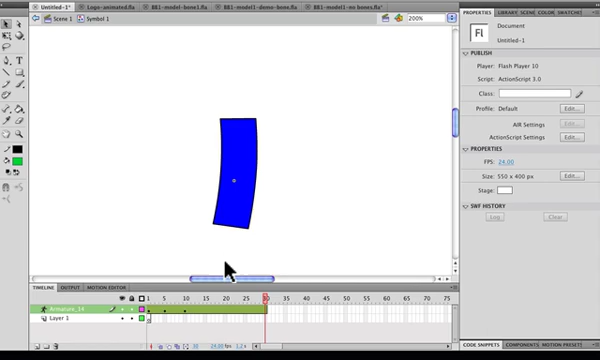 Untitled-1* Logo-animated.fla BB1-model-bone1.fla BB1-model1-demo-bone.fla BB1-model1-no bones.fla*
Scene 1 Symbol 1 200%
PROPERTIES LIBRARY SCENE COLOR SWATCHES
Fl Document
Untitled-1
PUBLISH
Player: Flash Player 10
Script: ActionScript 3.0
Class:
Profile: Default Edit...
AIR Settings Edit...
ActionScript Settings Edit...
PROPERTIES
FPS: 24.00
Size: 550 x 400 px Edit...
Stage:
SWF HISTORY
Log Clear
TIMELINE OUTPUT MOTION EDITOR
1 5 10 15 20 25 30 35 40 45 50 55 60 65 70 75
Armature_14
Layer 1
30 24.00 fps 1.2 s
CODE SNIPPETS COMPONENTS MOTION PRESET